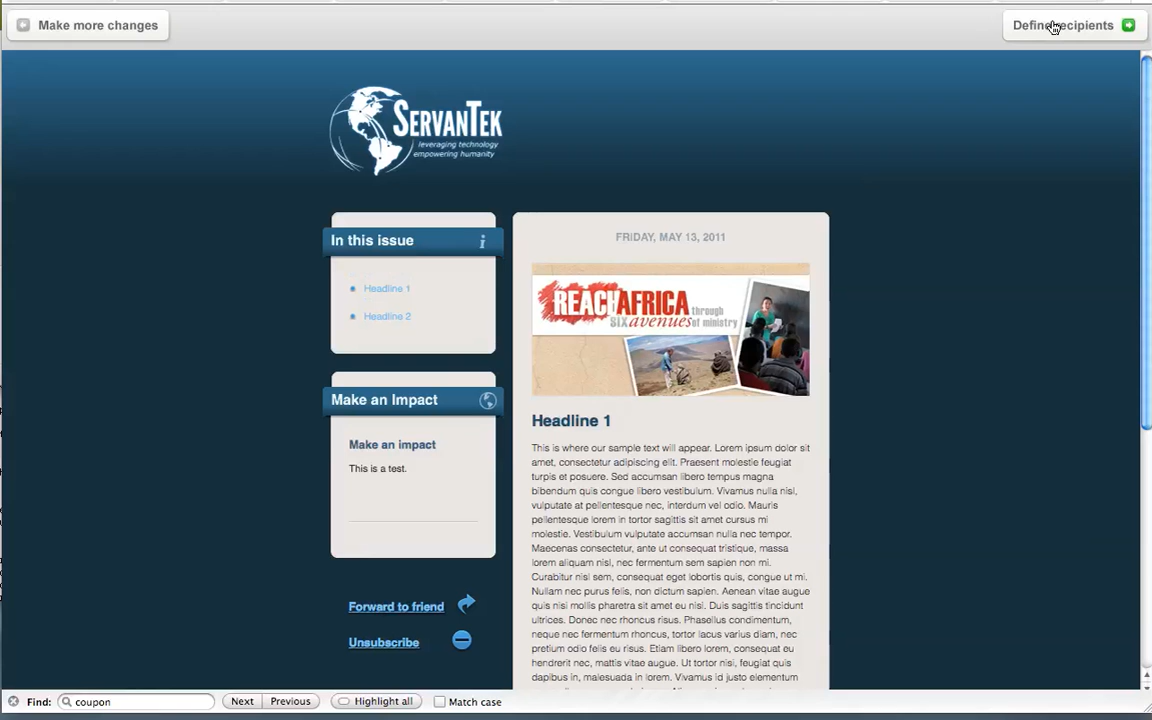 Make more changes
Define recipients
SERVANTEK
leveraging technology
empowering humanity
In this issue
Headline 1
Headline 2
Make an Impact
Make an impact
This is a test.
Forward to friend
Unsubscribe
FRIDAY, MAY 13, 2011
REACH AFRICA through
SIX avenues of ministry
Headline 1
This is where our sample text will appear. Lorem ipsum dolor sit
amet, consectetur adipiscing elit. Praesent molestie feugiat
turpis et posuere. Sed accumsan libero tempus magna
bibendum quis congue libero vestibulum. Vivamus nulla nisi,
vulputate at pellentesque nec, interdum vel odio. Mauris
pellentesque lorem in tortor sagittis sit amet cursus mi
molestie. Vestibulum vulputate accumsan nulla nec tempor.
Maecenas consectetur, ante ut consequat tristique, massa
lorem aliquam nisl, nec fermentum sem sapien non mi.
Curabitur nisl sem, consequat eget lobortis quis, congue ut mi.
Nullam nec purus felis, non dictum sapien. Aenean vitae augue
quis nisi mollis pharetra sit amet eu nisi. Duis sagittis tincidunt
ultrices. Donec nec rhoncus risus. Phasellus condimentum,
neque nec fermentum rhoncus, tortor lacus varius diam, nec
pretium odio felis eu risus. Etiam libero lorem, consequat eu
hendrerit nec, mattis vitae augue. Ut nisl tortor, feugiat quis
dapibus in, malesuada in lorem. Vivamus id justo elementum
Find:
coupon
Next
Previous
Highlight all
Match case